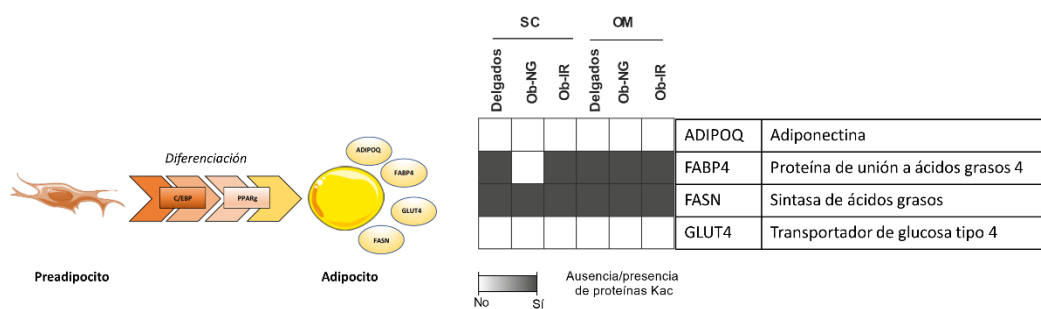 Diferenciación
C/EBP
PPARg
ADIPOQ
FABP4
GLUT4
FASN
Preadipocito
Adipocito
SC
OM
Delgados
Ob-NG
Ob-IR
Delgados
Ob-NG
Ob-IR
ADIPOQ
Adiponectina
FABP4
Proteína de unión a ácidos grasos 4
FASN
Sintasa de ácidos grasos
GLUT4
Transportador de glucosa tipo 4
No
Sí
Ausencia/presencia
de proteínas Kac